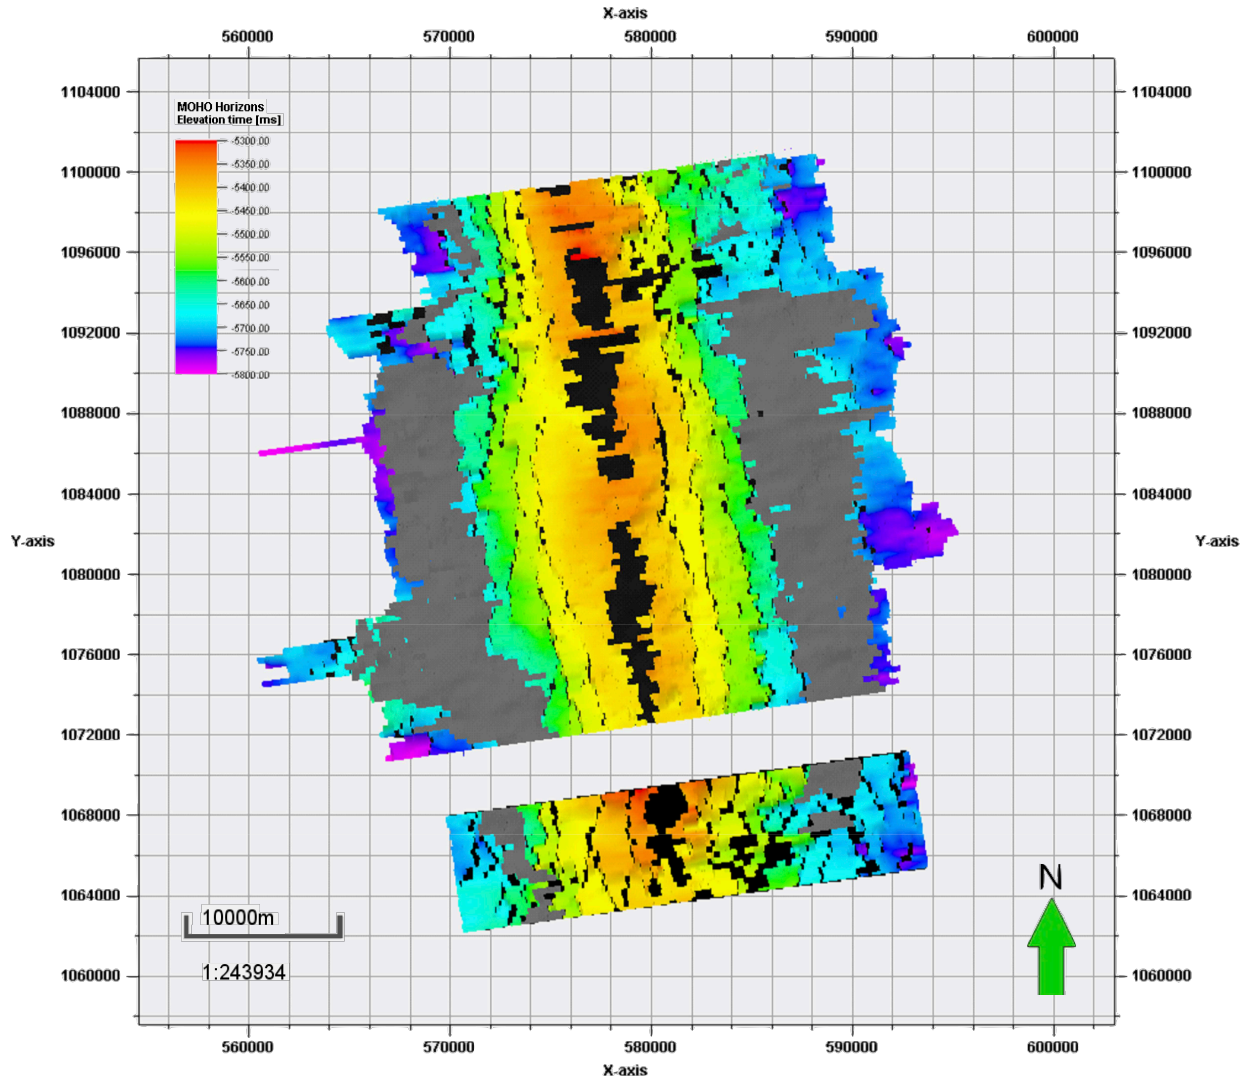 X-axis
560000 570000 580000 590000 600000
1104000 1104000
MOHO Horizons
Elevation time [ms]
-5300.00
-5350.00
-5400.00
-5450.00
-5500.00
-5550.00
-5600.00
-5650.00
-5700.00
-5750.00
-5800.00
1100000 1100000
1096000 1096000
1092000 1092000
1088000 1088000
1084000 1084000
Y-axis Y-axis
1080000 1080000
1076000 1076000
1072000 1072000
1068000 1068000
1064000 1064000
N
10000m
1:243934
1060000 1060000
560000 570000 580000 590000 600000
X-axis